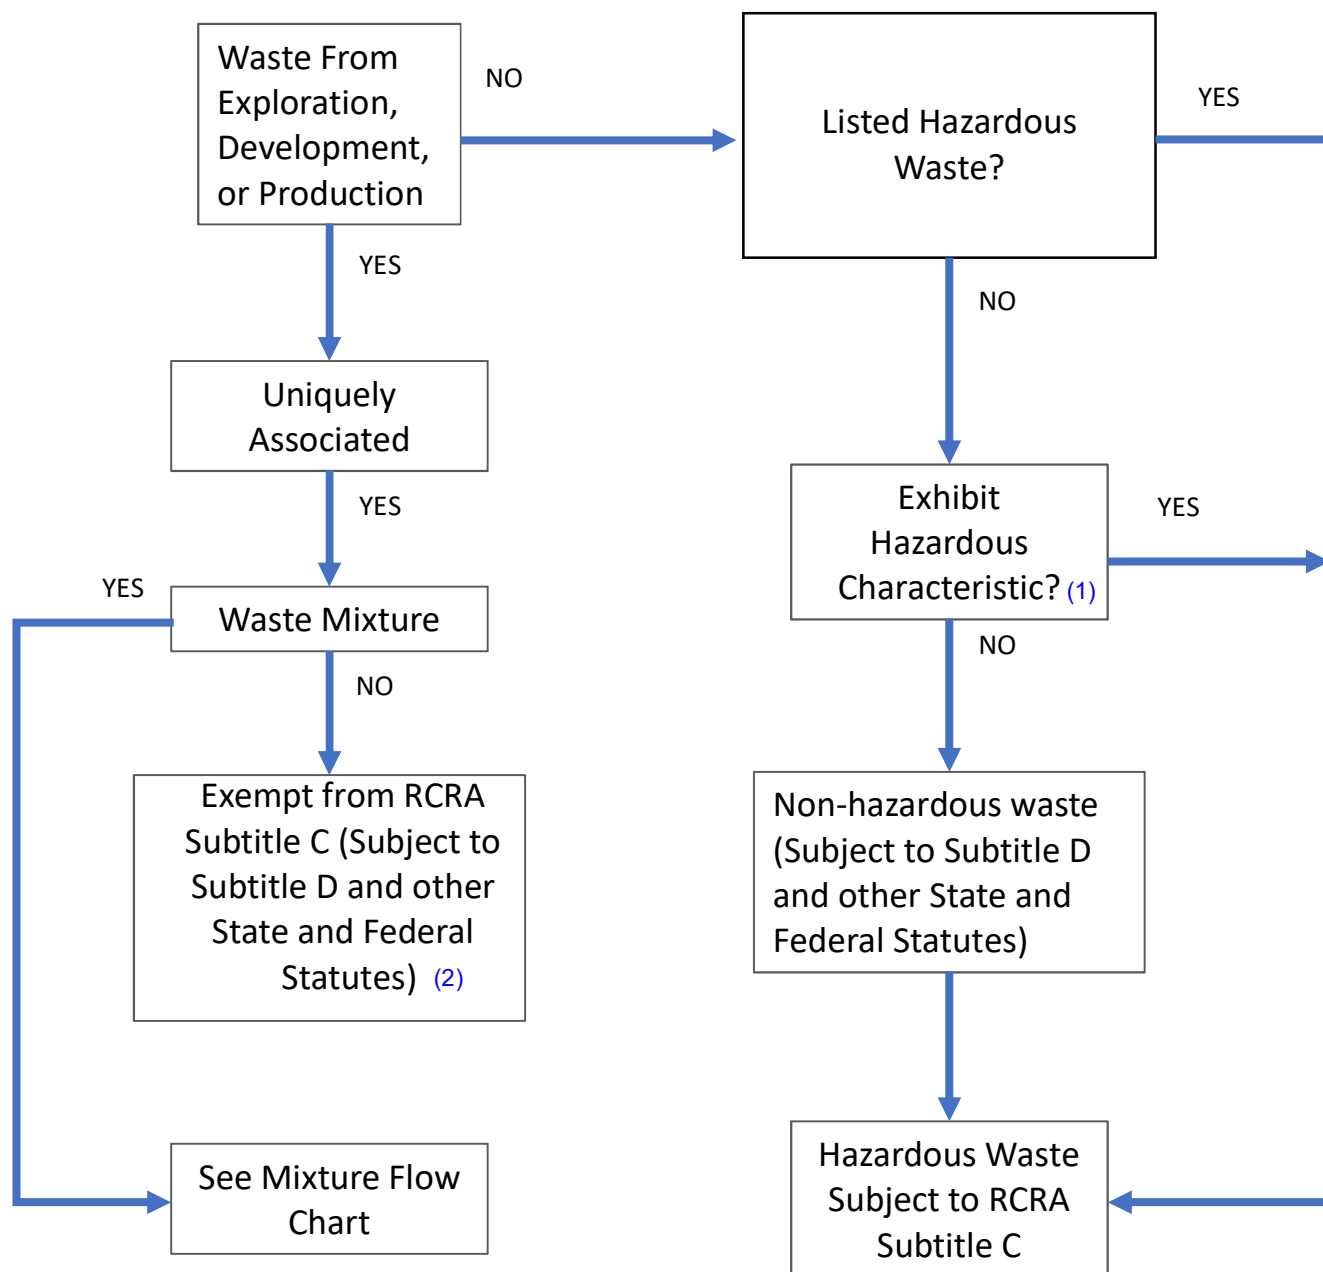 Waste From
Exploration,
Development,
or Production
NO
Listed Hazardous
Waste?
YES
YES
NO
Uniquely
Associated
YES
Exhibit
Hazardous
Characteristic? (1)
YES
YES
Waste Mixture
NO
NO
Exempt from RCRA
Subtitle C (Subject to
Subtitle D and other
State and Federal
Statutes) (2)
Non-hazardous waste
(Subject to Subtitle D
and other State and
Federal Statutes)
See Mixture Flow
Chart
Hazardous Waste
Subject to RCRA
Subtitle C